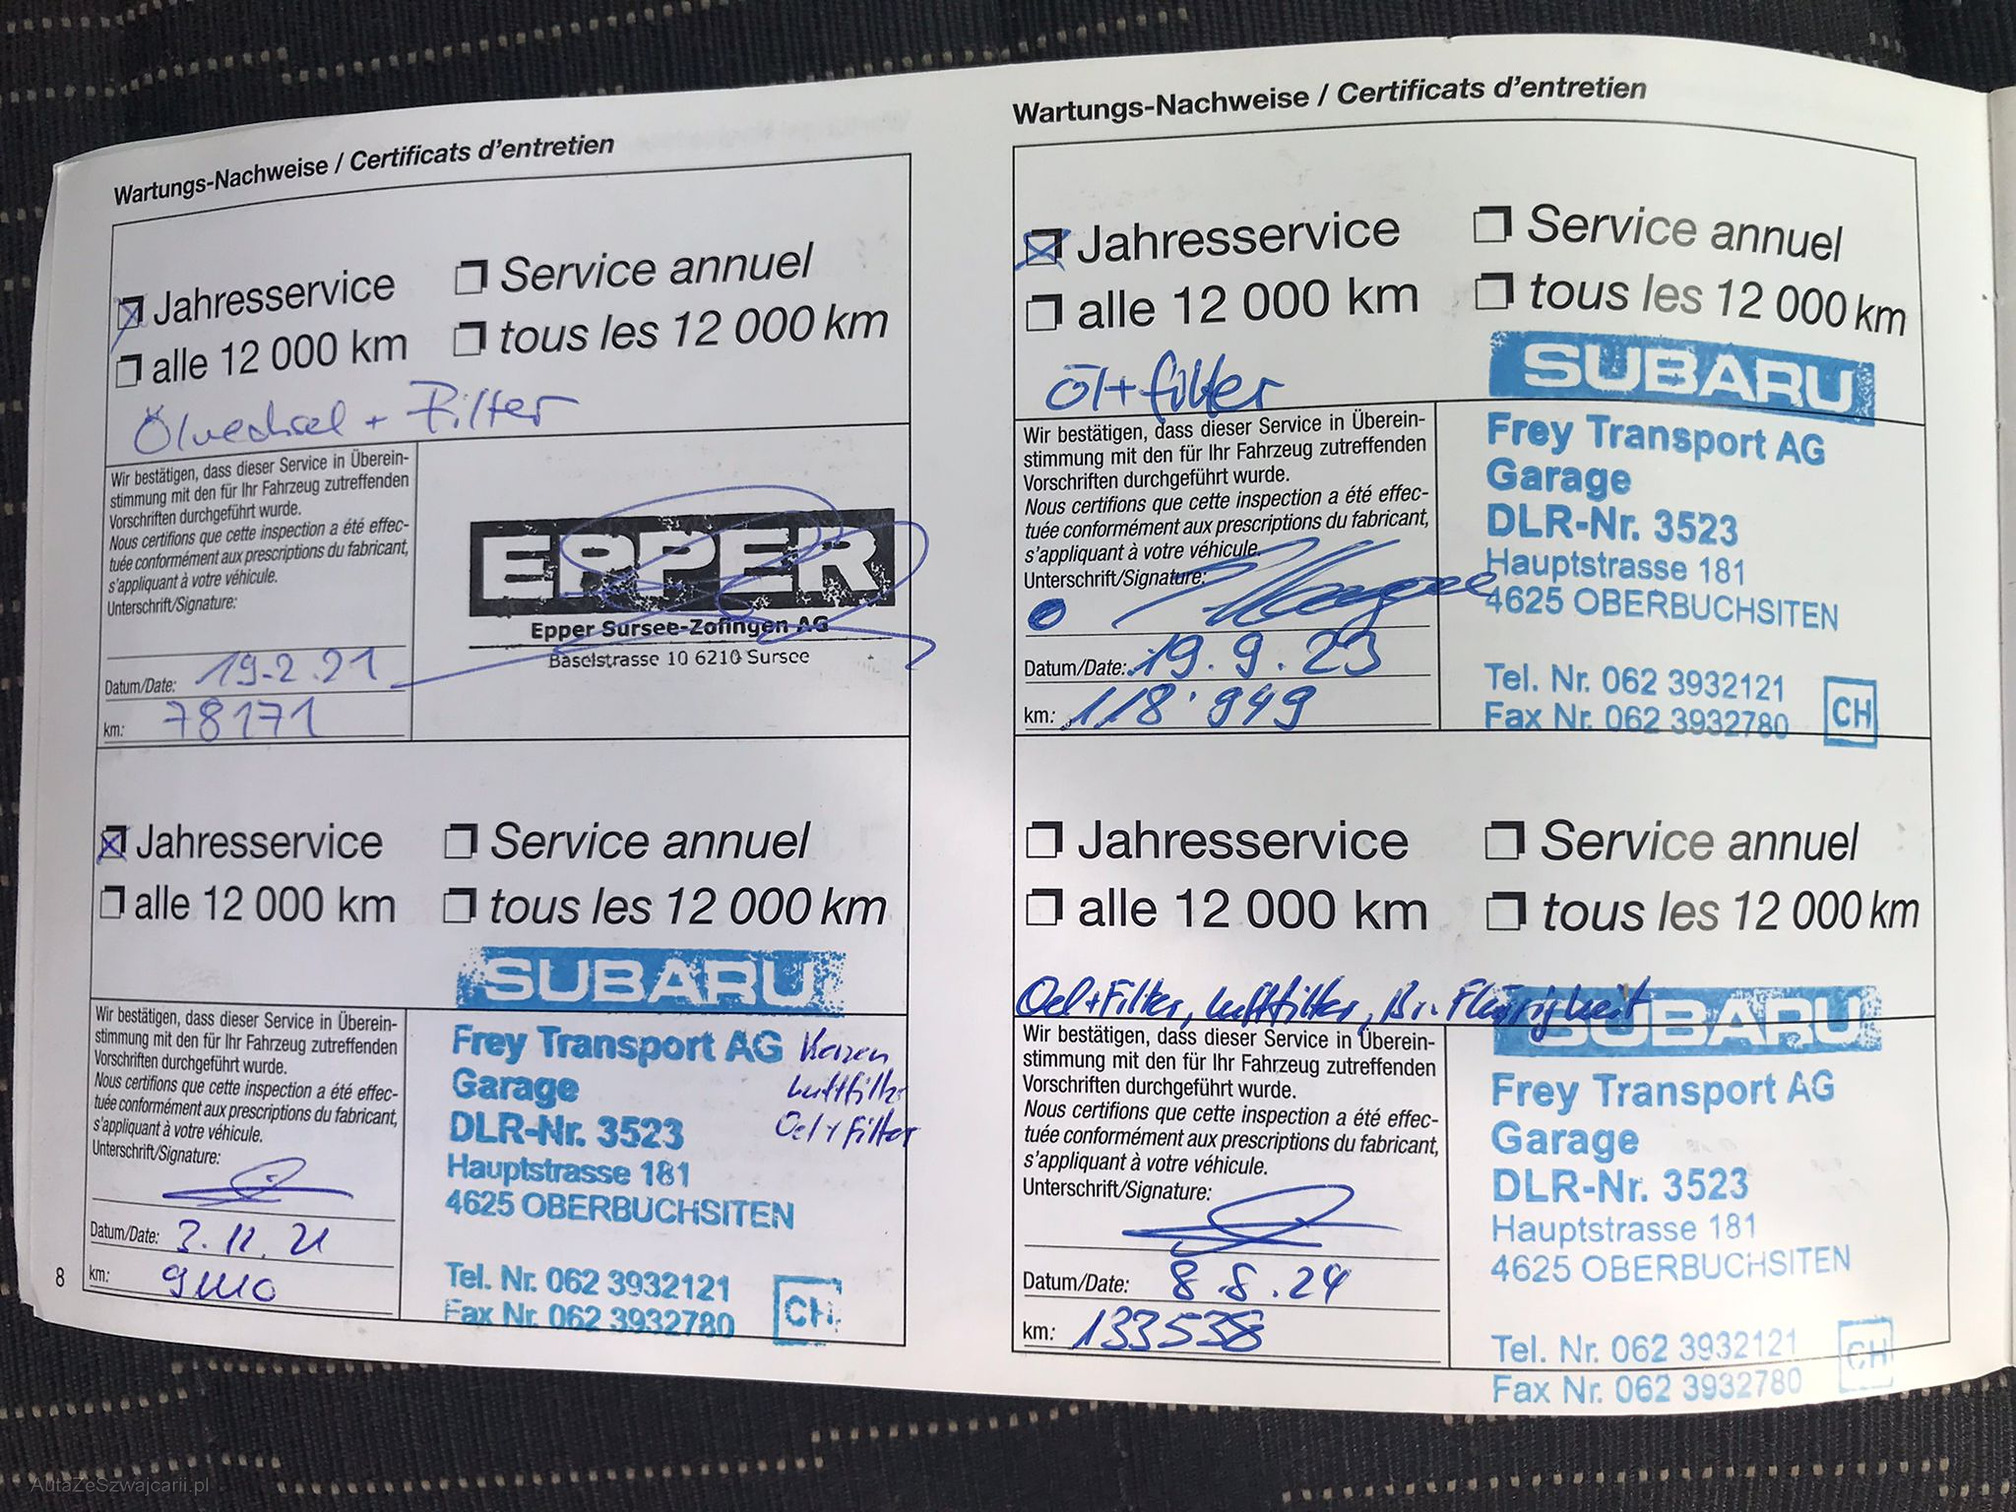 Wartungs-Nachweise / Certificats d'entretien
Jahresservice
Service annuel
alle 12 000 km
tous les 12 000 km
Ölwechsel + Filter
Wir bestätigen, dass dieser Service in Überein-
stimmung mit den für Ihr Fahrzeug zutreffenden
Vorschriften durchgeführt wurde.
Nous certifions que cette inspection a été effec-
tuée conformément aux prescriptions du fabricant,
s'appliquant à votre véhicule.
Unterschrift/Signature:
Datum/Date: 19.2.21
km: 78171
EPPER
Epper Sursee-Zofingen AG
Baselstrasse 10 6210 Sursee
Jahresservice
Service annuel
alle 12 000 km
tous les 12 000 km
Wir bestätigen, dass dieser Service in Überein-
stimmung mit den für Ihr Fahrzeug zutreffenden
Vorschriften durchgeführt wurde.
Nous certifions que cette inspection a été effec-
tuée conformément aux prescriptions du fabricant,
s'appliquant à votre véhicule.
Unterschrift/Signature:
Datum/Date: 3.11.21
km:
SUBARU
Frey Transport AG
Garage
DLR-Nr. 3523
Hauptstrasse 181
4625 OBERBUCHSITEN
Tel. Nr. 062 3932121
Fax Nr. 062 3932780
CH
Kerzen
Luftfilter
Oel + Filter
8
Wartungs-Nachweise / Certificats d'entretien
Jahresservice
Service annuel
alle 12 000 km
tous les 12 000 km
Öl + filter
Wir bestätigen, dass dieser Service in Überein-
stimmung mit den für Ihr Fahrzeug zutreffenden
Vorschriften durchgeführt wurde.
Nous certifions que cette inspection a été effec-
tuée conformément aux prescriptions du fabricant,
s'appliquant à votre véhicule.
Unterschrift/Signature:
Datum/Date: 19.9.23
km: 118'949
SUBARU
Frey Transport AG
Garage
DLR-Nr. 3523
Hauptstrasse 181
4625 OBERBUCHSITEN
Tel. Nr. 062 3932121
Fax Nr. 062 3932780
CH
Jahresservice
Service annuel
alle 12 000 km
tous les 12 000 km
Oel+Filter, Luftfilter, Br. Flüssigkeit
Wir bestätigen, dass dieser Service in Überein-
stimmung mit den für Ihr Fahrzeug zutreffenden
Vorschriften durchgeführt wurde.
Nous certifions que cette inspection a été effec-
tuée conformément aux prescriptions du fabricant,
s'appliquant à votre véhicule.
Unterschrift/Signature:
Datum/Date: 8.8.24
km: 133538
SUBARU
Frey Transport AG
Garage
DLR-Nr. 3523
Hauptstrasse 181
4625 OBERBUCHSITEN
Tel. Nr. 062 3932121
Fax Nr. 062 3932780
CH
AutaZeSzwajcarii.pl